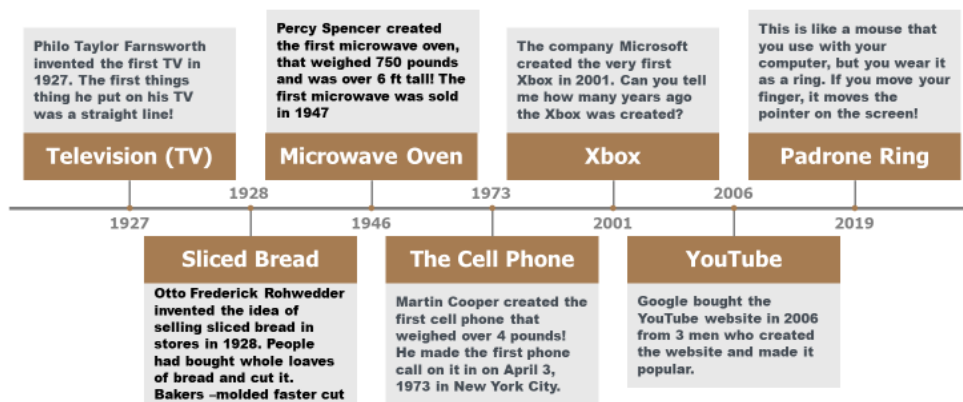 Philo Taylor Farnsworth
invented the first TV in
1927. The first things
thing he put on his TV
was a straight line!
Television (TV)
Percy Spencer created
the first microwave oven,
that weighed 750 pounds
and was over 6 ft tall! The
first microwave was sold
in 1947
Microwave Oven
The company Microsoft
created the very first
Xbox in 2001. Can you tell
me how many years ago
the Xbox was created?
Xbox
This is like a mouse that
you use with your
computer, but you wear it
as a ring. If you move your
finger, it moves the
pointer on the screen!
Padrone Ring
1928
1973
2006
1927
1946
2001
2019
Sliced Bread
Otto Frederick Rohwedder
invented the idea of
selling sliced bread in
stores in 1928. People
had bought whole loaves
of bread and cut it.
Bakers –molded faster cut
The Cell Phone
Martin Cooper created the
first cell phone that
weighed over 4 pounds!
He made the first phone
call on it in on April 3,
1973 in New York City.
YouTube
Google bought the
YouTube website in 2006
from 3 men who created
the website and made it
popular.